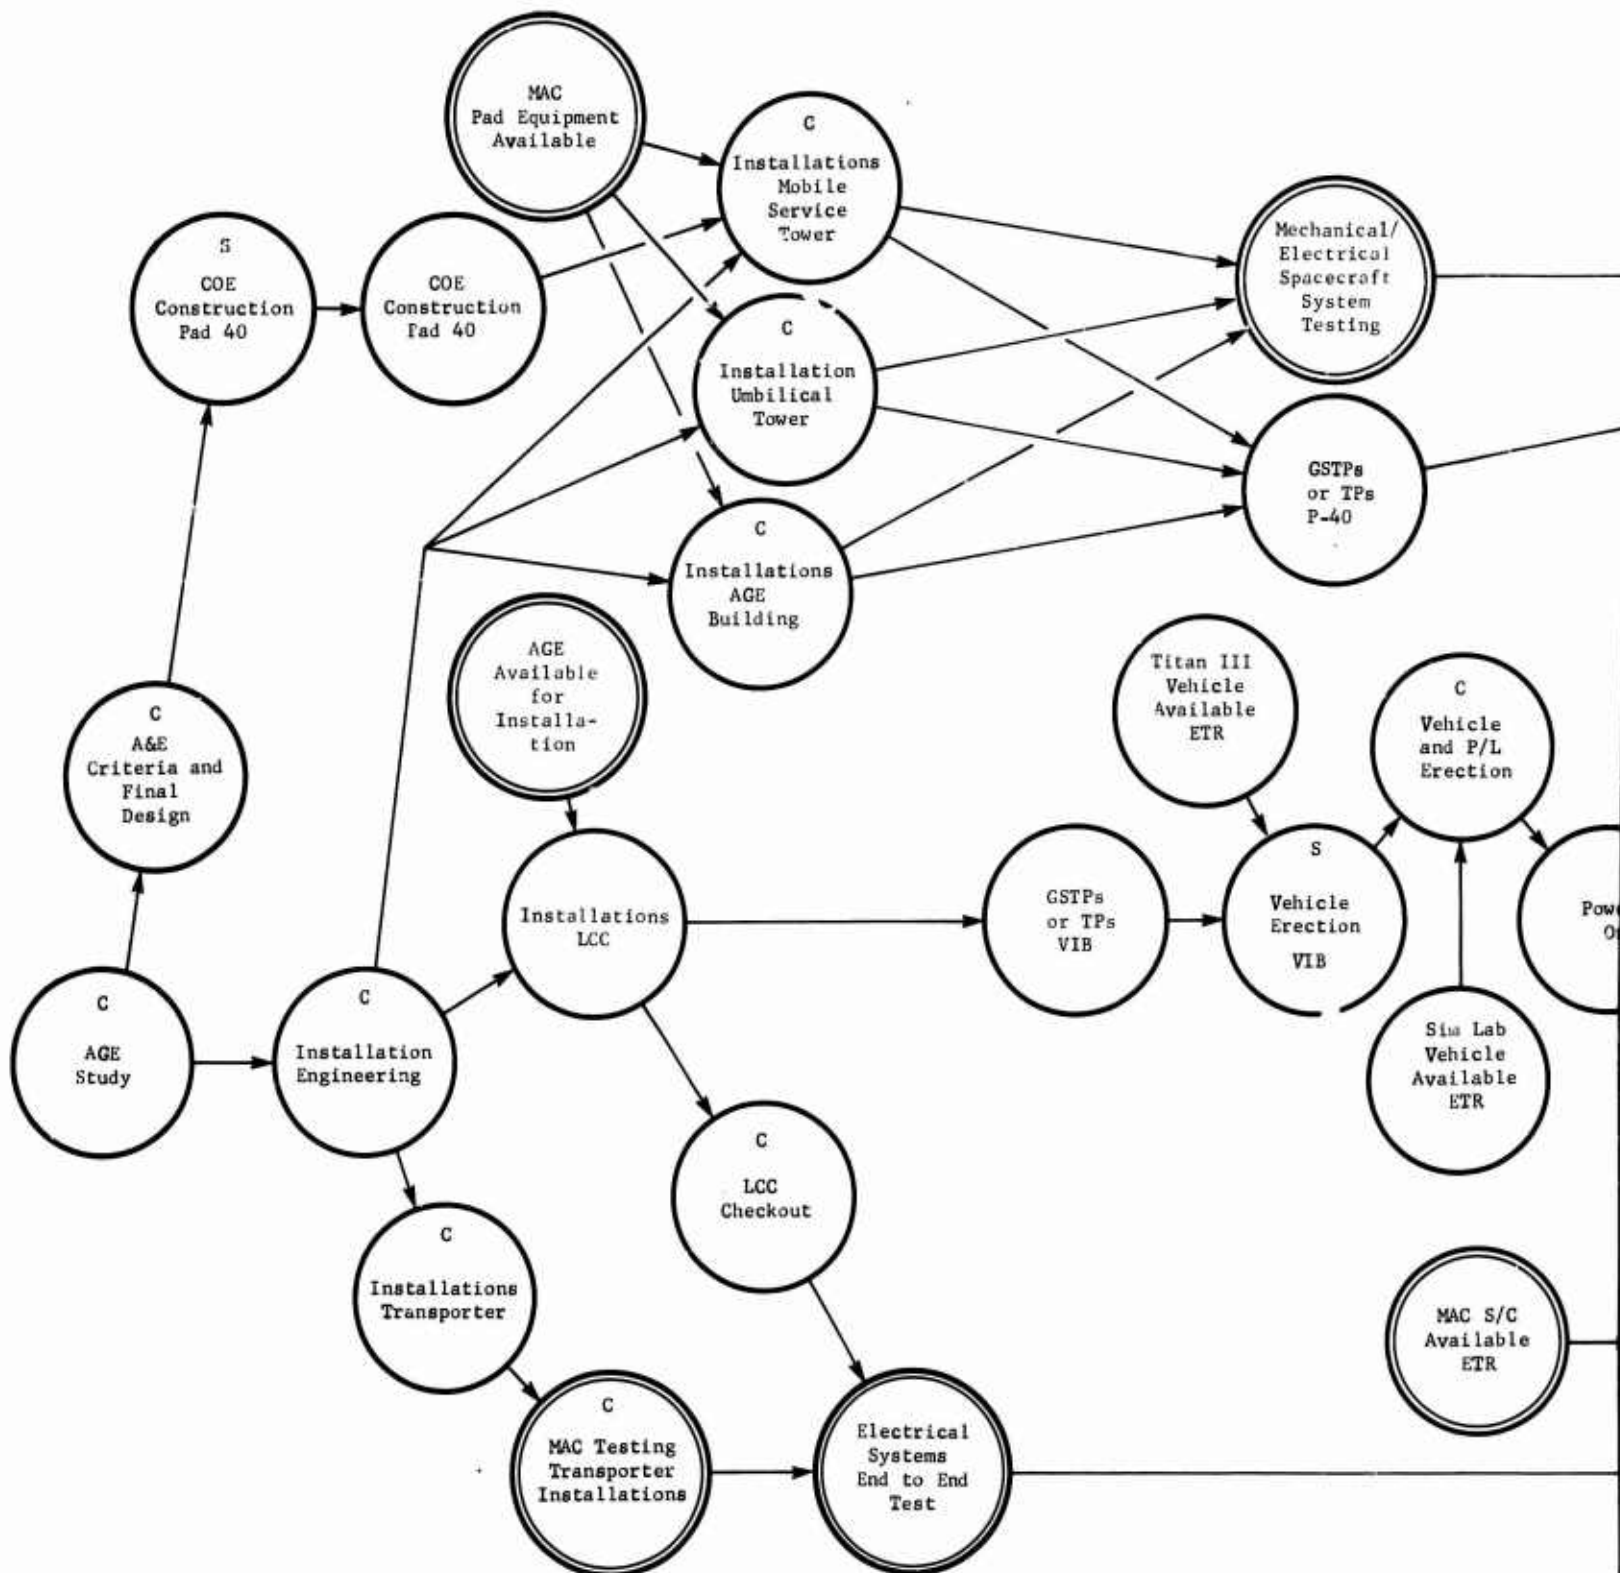 MAC
Pad Equipment
Available
C
Installations
Mobile
Service
Tower
S
COE
Construction
Pad 40
COE
Construction
Pad 40
Mechanical/
Electrical
Spacecraft
System
Testing
C
Installation
Umbilical
Tower
GSTPs
or TPs
P-40
C
Installations
AGE
Building
AGE
Available
for
Installa-
tion
Titan III
Vehicle
Available
ETR
C
Vehicle
and P/L
Erection
C
A&E
Criteria and
Final
Design
Installations
LCC
GSTPs
or TPs
VIB
S
Vehicle
Erection
VIB
C
AGE
Study
C
Installation
Engineering
Sim Lab
Vehicle
Available
ETR
C
LCC
Checkout
C
Installations
Transporter
MAC S/C
Available
ETR
C
MAC Testing
Transporter
Installations
Electrical
Systems
End to End
Test